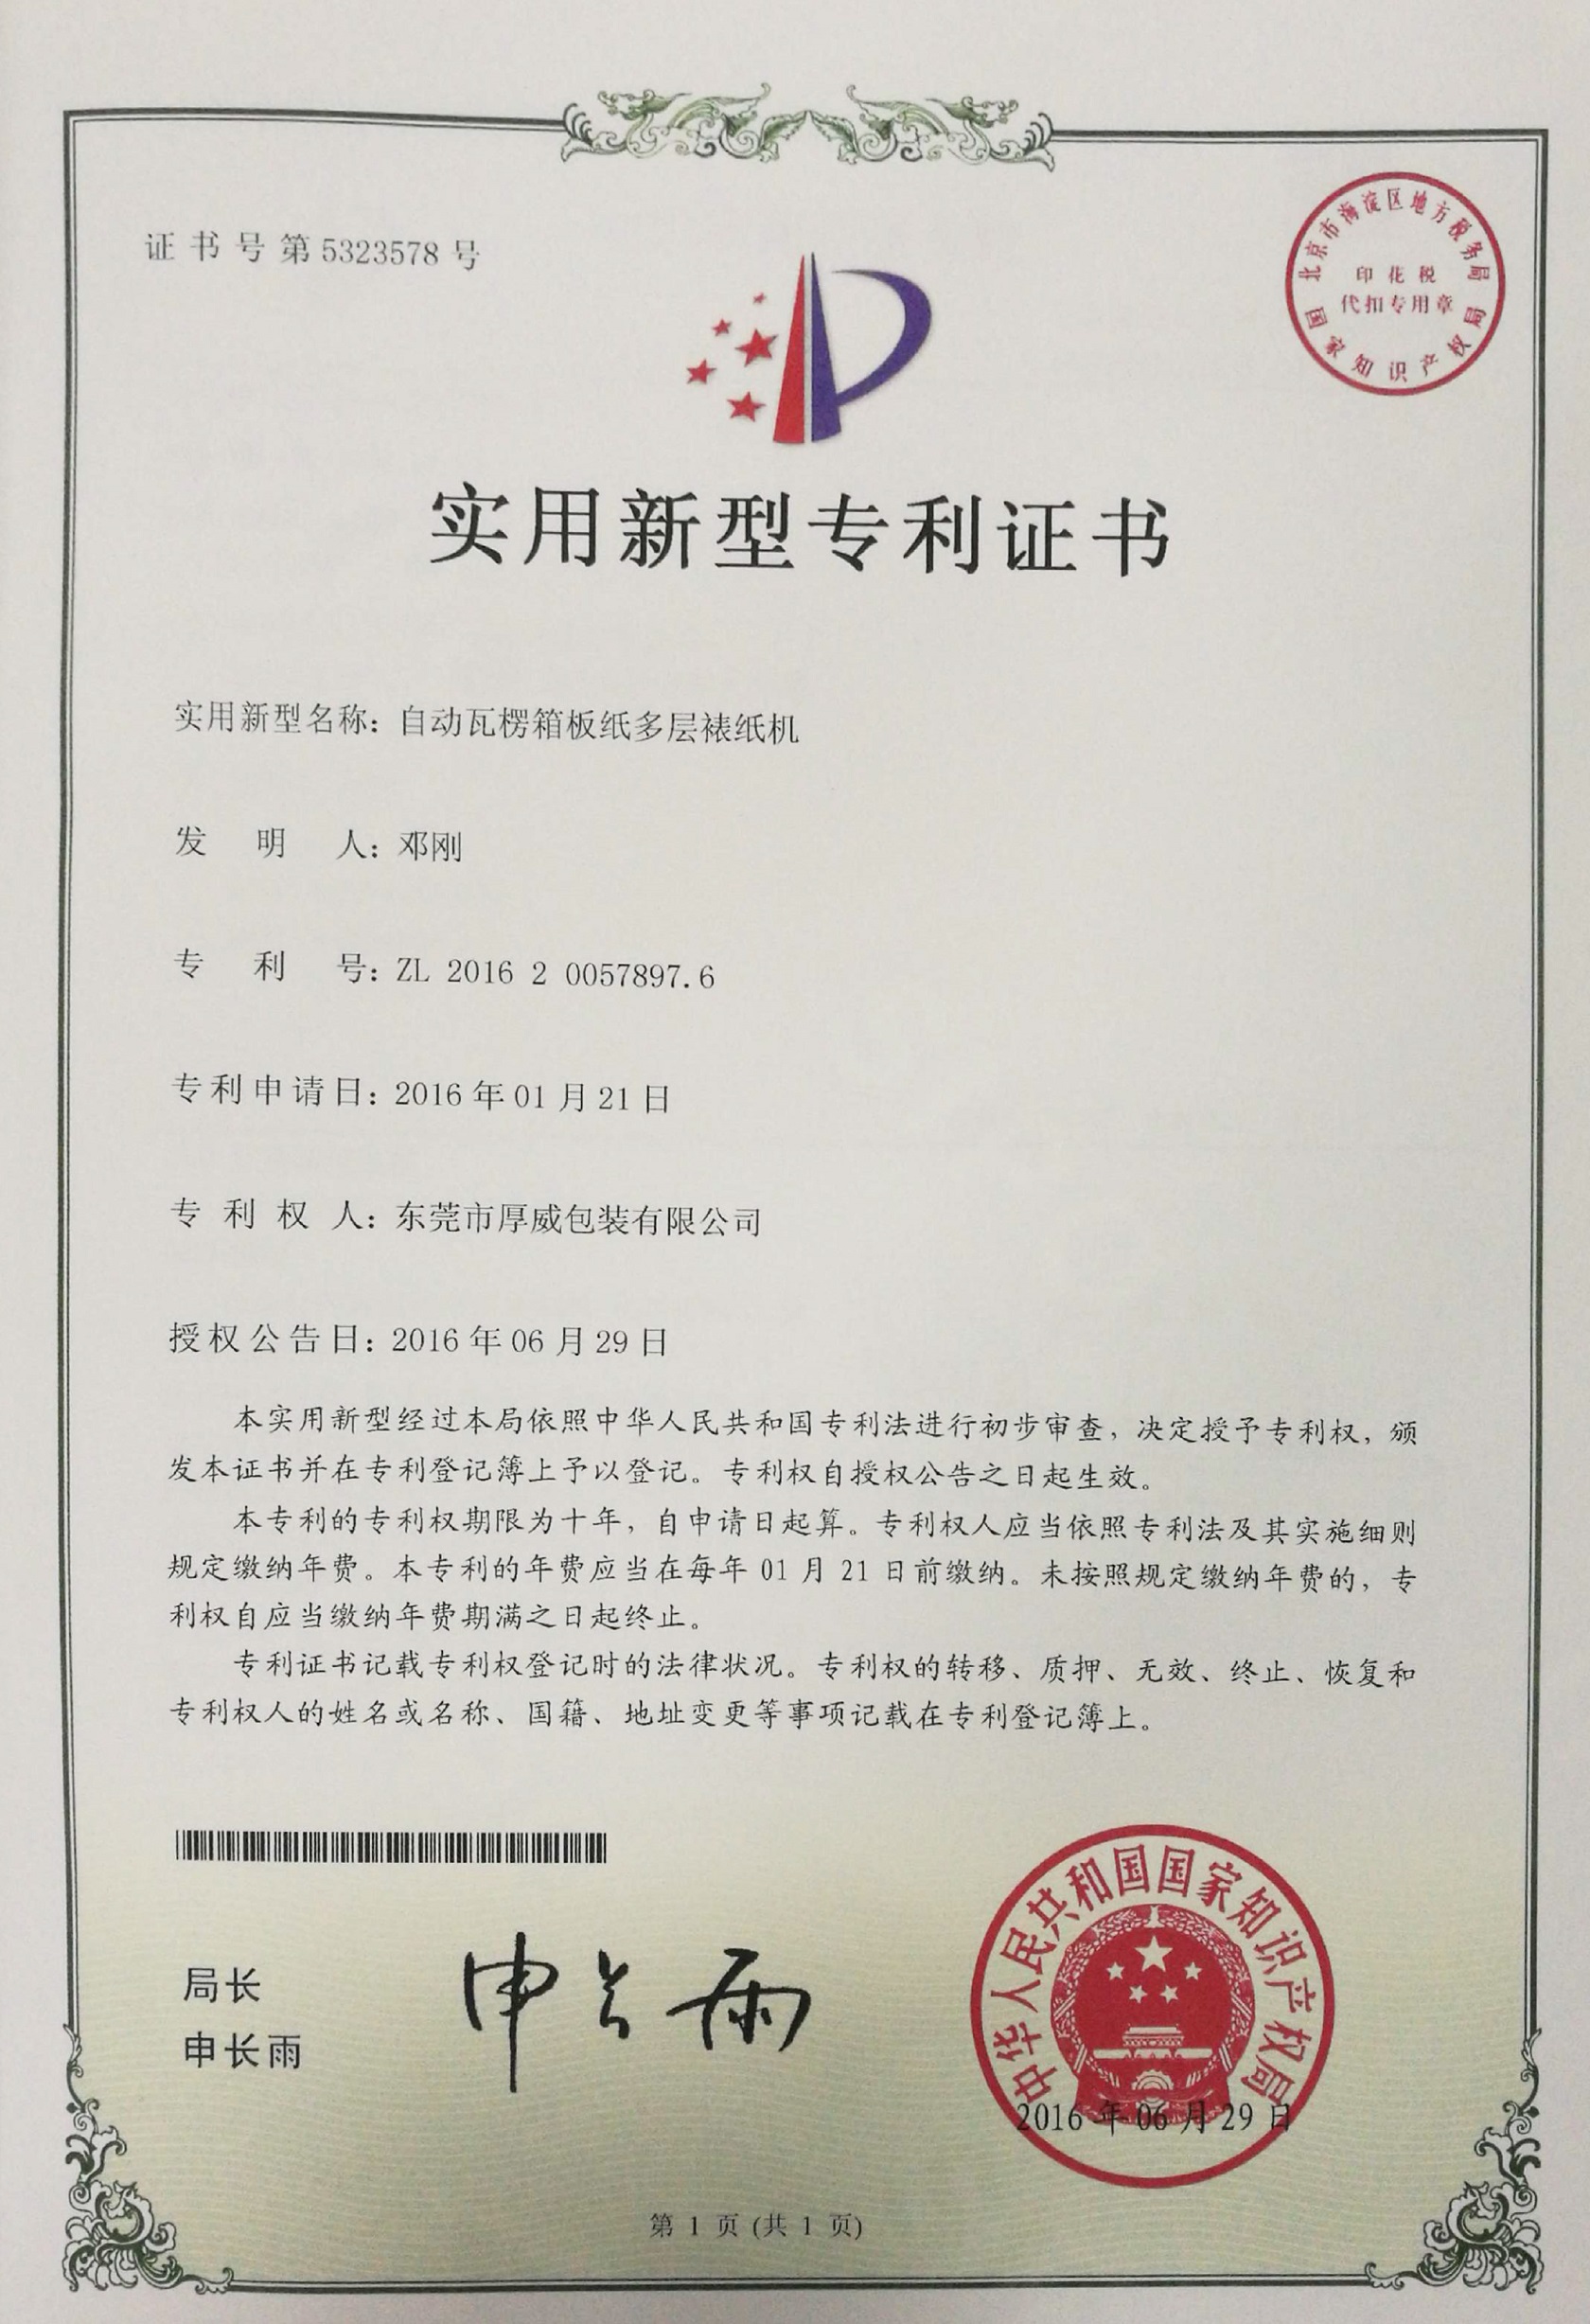 证书号第5323578号
北京市海淀区地方税务局
印花税
代扣专用章
国家知识产权局
实用新型专利证书
实用新型名称：自动瓦楞箱板纸多层裱纸机
发明人：邓刚
专利号：ZL 2016 2 0057897.6
专利申请日：2016年01月21日
专利权人：东莞市厚威包装有限公司
授权公告日：2016年06月29日
本实用新型经过本局依照中华人民共和国专利法进行初步审查，决定授予专利权，颁
发本证书并在专利登记簿上予以登记。专利权自授权公告之日起生效。
本专利的专利权期限为十年，自申请日起算。专利权人应当依照专利法及其实施细则
规定缴纳年费。本专利的年费应当在每年01月21日前缴纳。未按照规定缴纳年费的，专
利权自应当缴纳年费期满之日起终止。
专利证书记载专利权登记时的法律状况。专利权的转移、质押、无效、终止、恢复和
专利权人的姓名或名称、国籍、地址变更等事项记载在专利登记簿上。
局长
申长雨
申长雨
中华人民共和国国家知识产权局
2016年06月29日
第 1 页 (共 1 页)